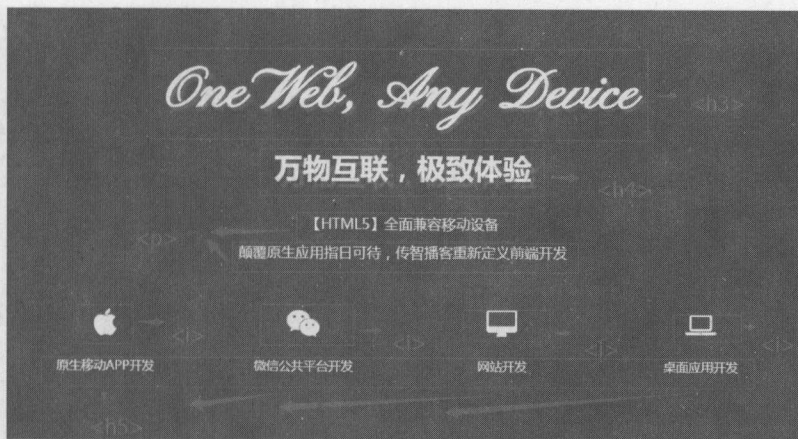 One Web, Any Device
<h3>
万物互联，极致体验
<h4>
【HTML5】全面兼容移动设备
<p>
颠覆原生应用指日可待，传智播客重新定义前端开发
<i>
<i>
<i>
<i>
原生移动APP开发
微信公共平台开发
网站开发
桌面应用开发
<h5>